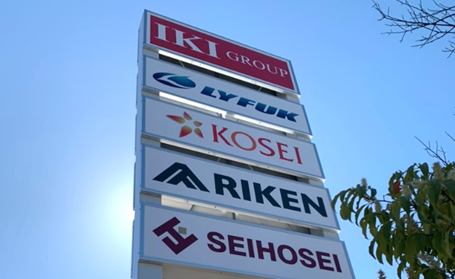 IKI GROUP
LYFUK
KOSEI
RIKEN
SEIHOSEI